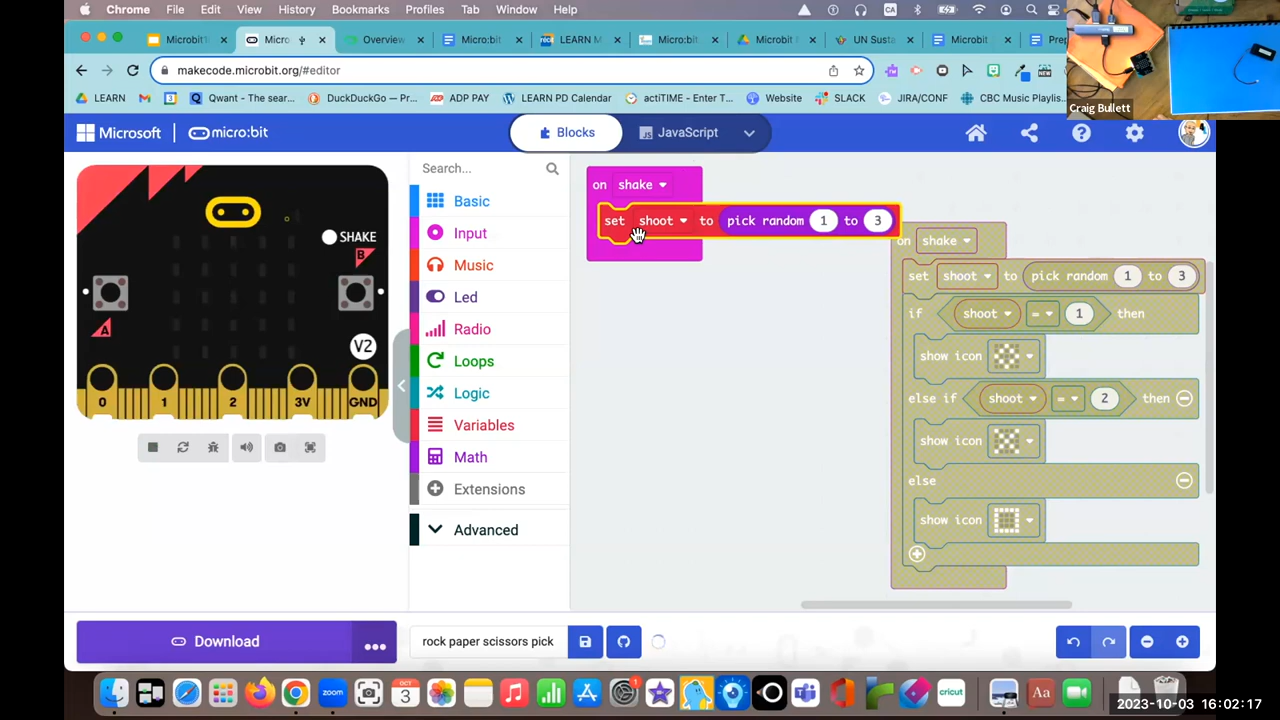 Chrome File Edit View History Bookmarks Profiles Tab Window Help
Microbit Micro Overview Micro:bit LEARN M Micro:bit Microbit UN Susta Microbit Pre
makecode.microbit.org/#editor
LEARN Qwant - The sear... DuckDuckGo — Pr... ADP PAY LEARN PD Calendar actiTIME - Enter T... Website SLACK JIRA/CONF CBC Music Playlis...
Craig Bullett
Microsoft micro:bit Blocks JavaScript
Search...
Basic
Input
Music
Led
Radio
Loops
Logic
Variables
Math
Extensions
Advanced
SHAKE
B
A
V2
0 1 2 3V GND
on shake
set shoot to pick random 1 to 3
on shake
set shoot to pick random 1 to 3
if shoot = 1 then
show icon
else if shoot = 2 then
show icon
else
show icon
Download rock paper scissors pick
OCT
3 zoom Aa cricut
2023-10-03 16:02:17